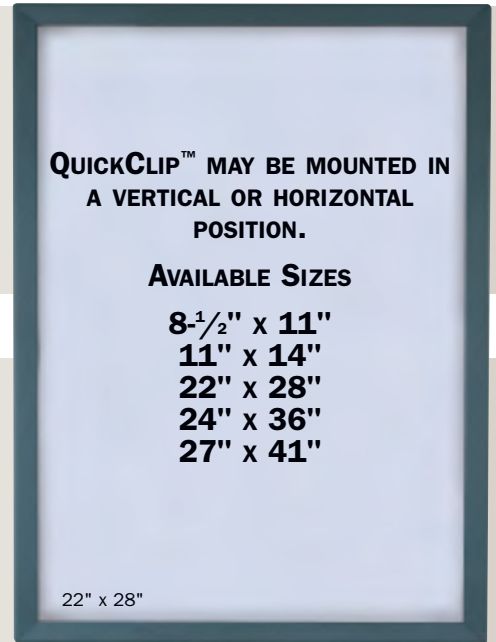 QUICKCLIP™ MAY BE MOUNTED IN
A VERTICAL OR HORIZONTAL
POSITION.
AVAILABLE SIZES
8-1/2" X 11"
11" X 14"
22" X 28"
24" X 36"
27" X 41"
22" x 28"